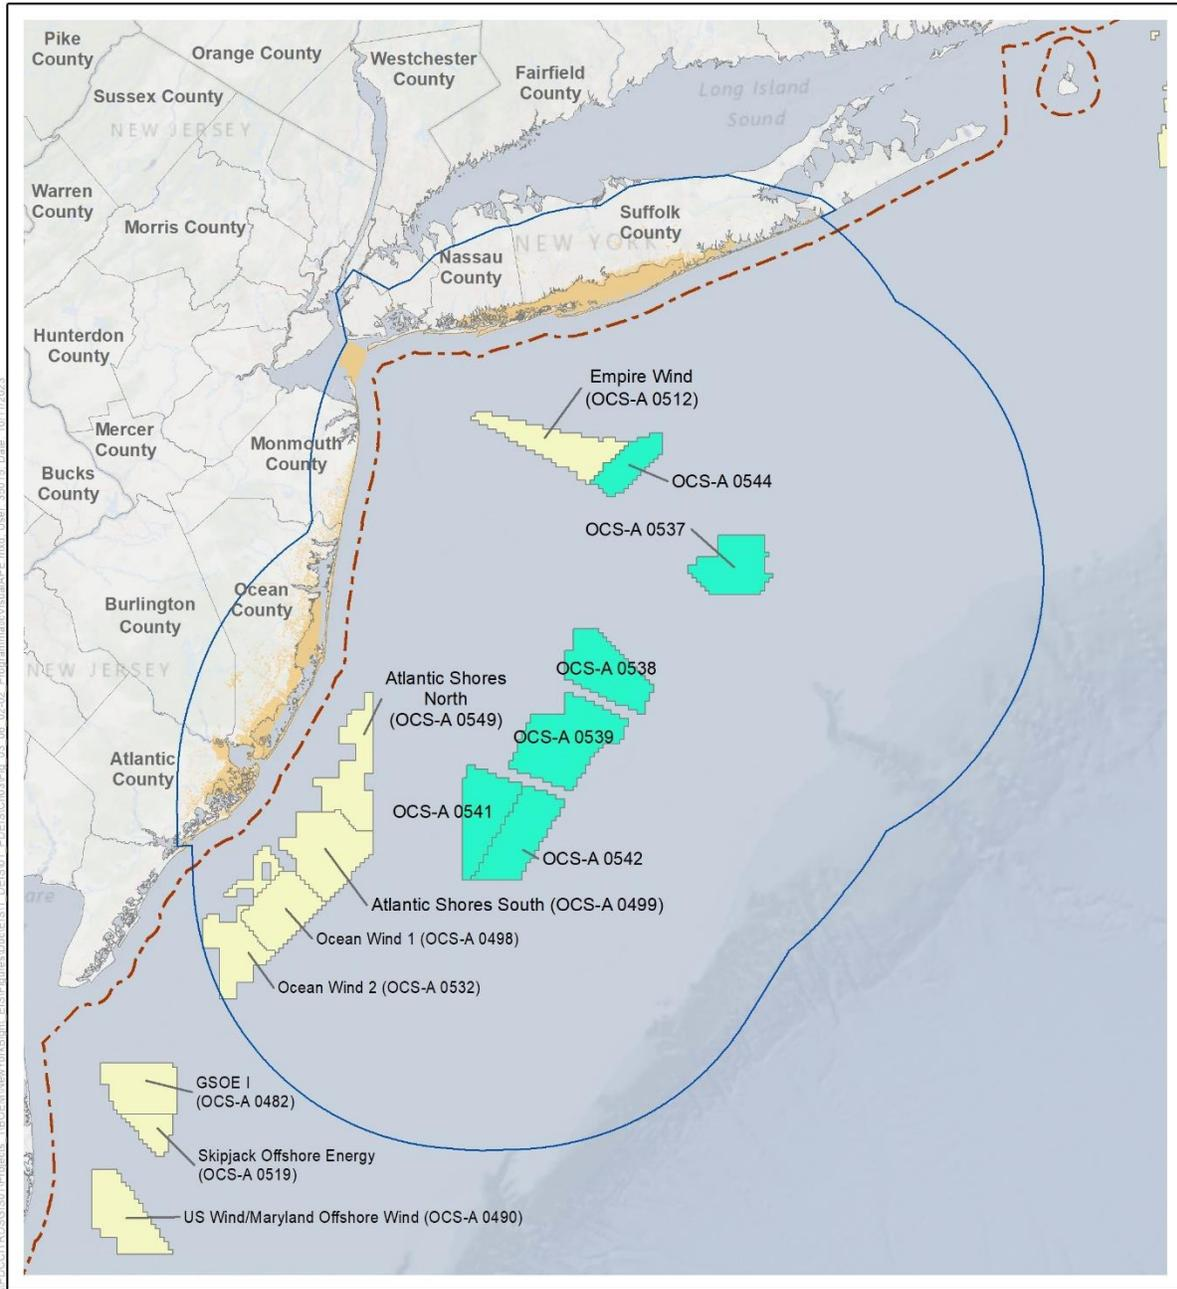 Pike
County
Orange County
Westchester
County
Fairfield
County
Sussex County
Long Island
Sound
NEW JERSEY
Warren
County
Morris County
Suffolk
County
NEW YORK
Nassau
County
Hunterdon
County
Empire Wind
(OCS-A 0512)
Mercer
County
Monmouth
County
Bucks
County
OCS-A 0544
OCS-A 0537
Ocean
County
Burlington
County
NEW JERSEY
OCS-A 0538
Atlantic Shores
North
(OCS-A 0549)
OCS-A 0539
Atlantic
County
OCS-A 0541
OCS-A 0542
Atlantic Shores South (OCS-A 0499)
Ocean Wind 1 (OCS-A 0498)
Ocean Wind 2 (OCS-A 0532)
GSOE I
(OCS-A 0482)
Skipjack Offshore Energy
(OCS-A 0519)
US Wind/Maryland Offshore Wind (OCS-A 0490)